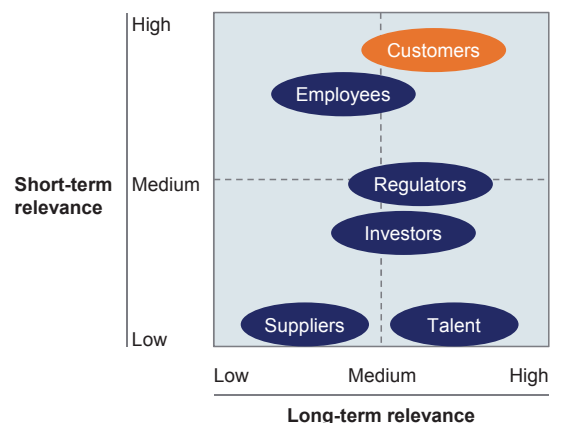 High
Customers
Employees
Short-term
relevance
Medium
Regulators
Investors
Suppliers
Talent
Low
Low
Medium
High
Long-term relevance